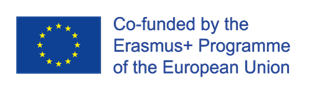 Co-funded by the
Erasmus+ Programme
of the European Union